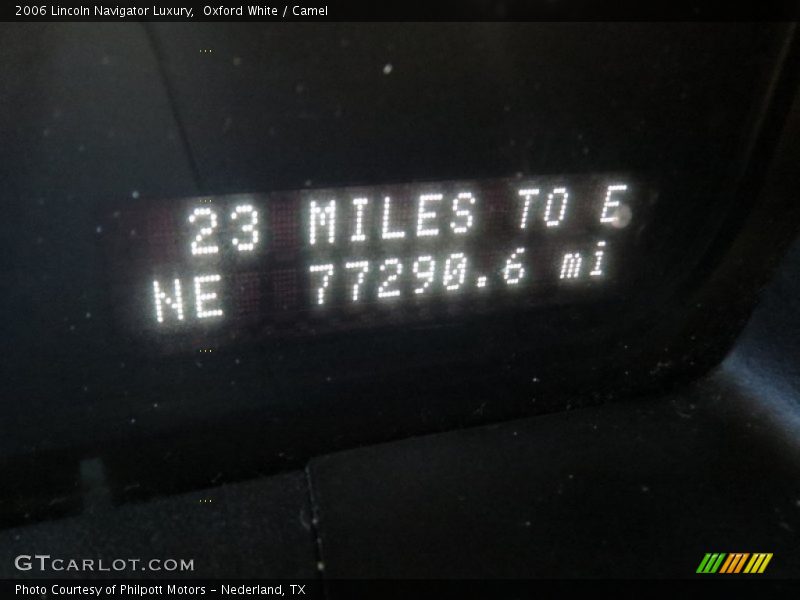 2006 Lincoln Navigator Luxury,  Oxford White / Camel
23 MILES TO E
NE 77290.6 mi
GTCARLOT.COM
Photo Courtesy of Philpott Motors - Nederland, TX